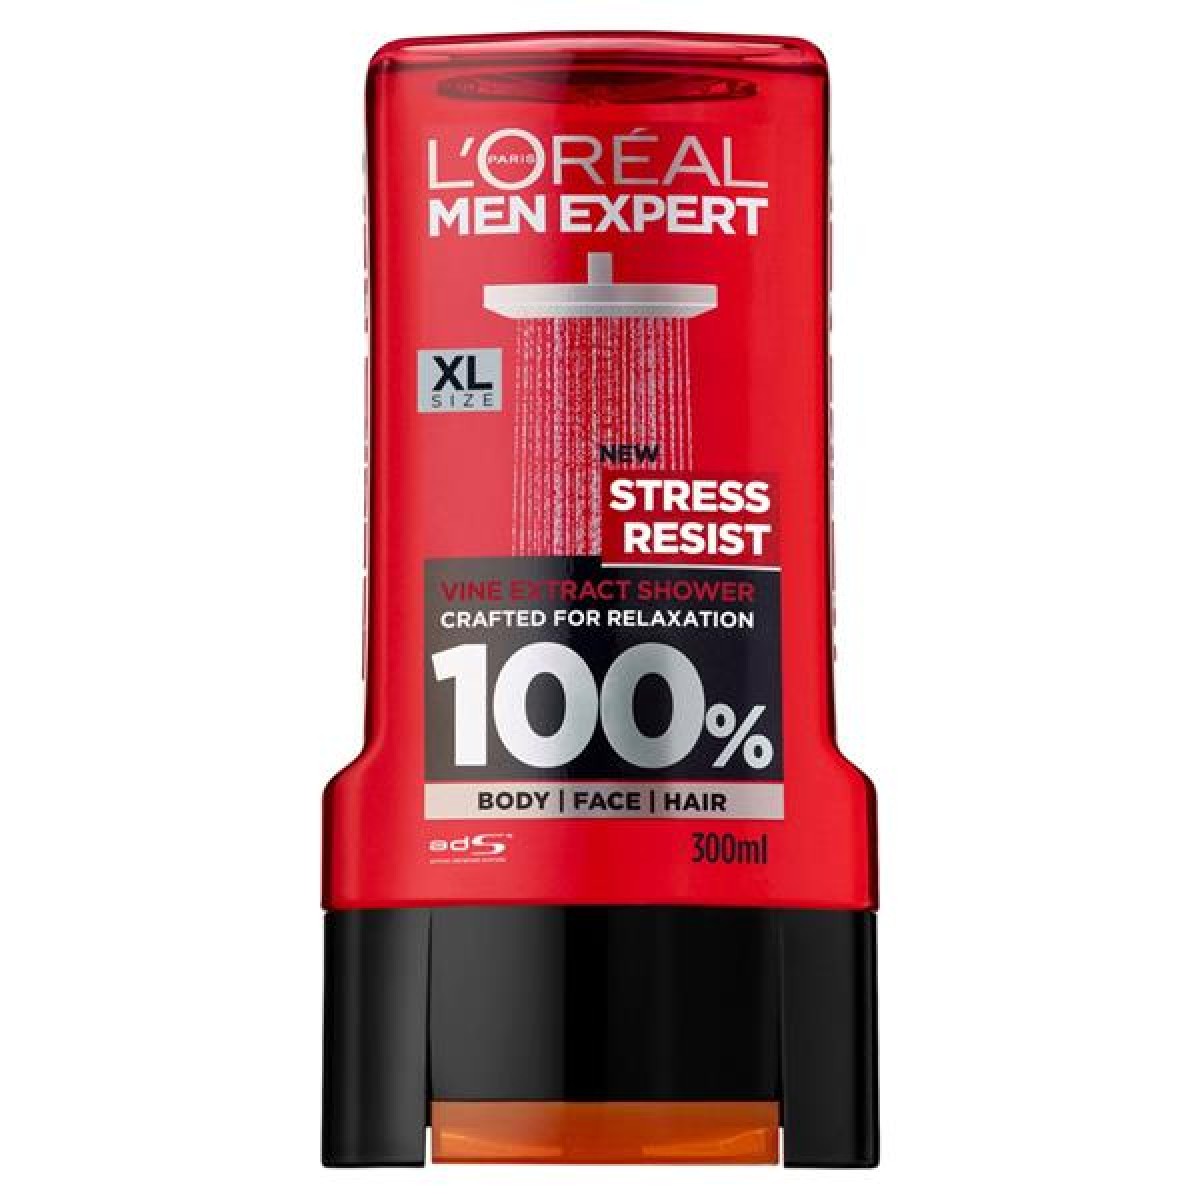 L'ORÉAL
PARIS
MEN EXPERT
XL
SIZE
NEW
STRESS
RESIST
VINE EXTRACT SHOWER
CRAFTED FOR RELAXATION
100%
BODY | FACE | HAIR
ads
300ml